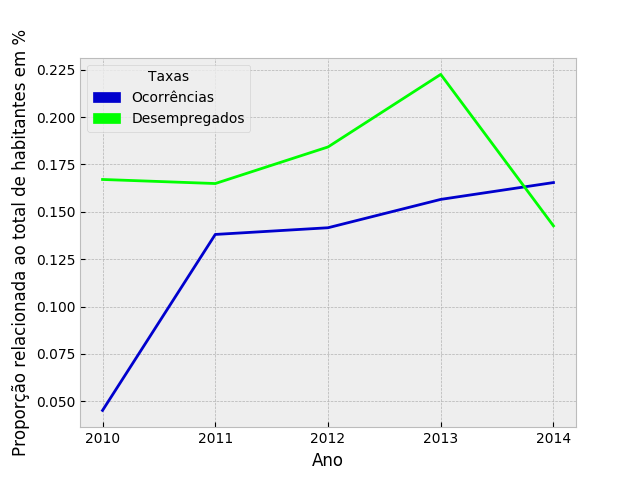 Proporção relacionada ao total de habitantes em %
0.225
0.200
0.175
0.150
0.125
0.100
0.075
0.050
Taxas
Ocorrências
Desempregados
2010 2011 2012 2013 2014
Ano